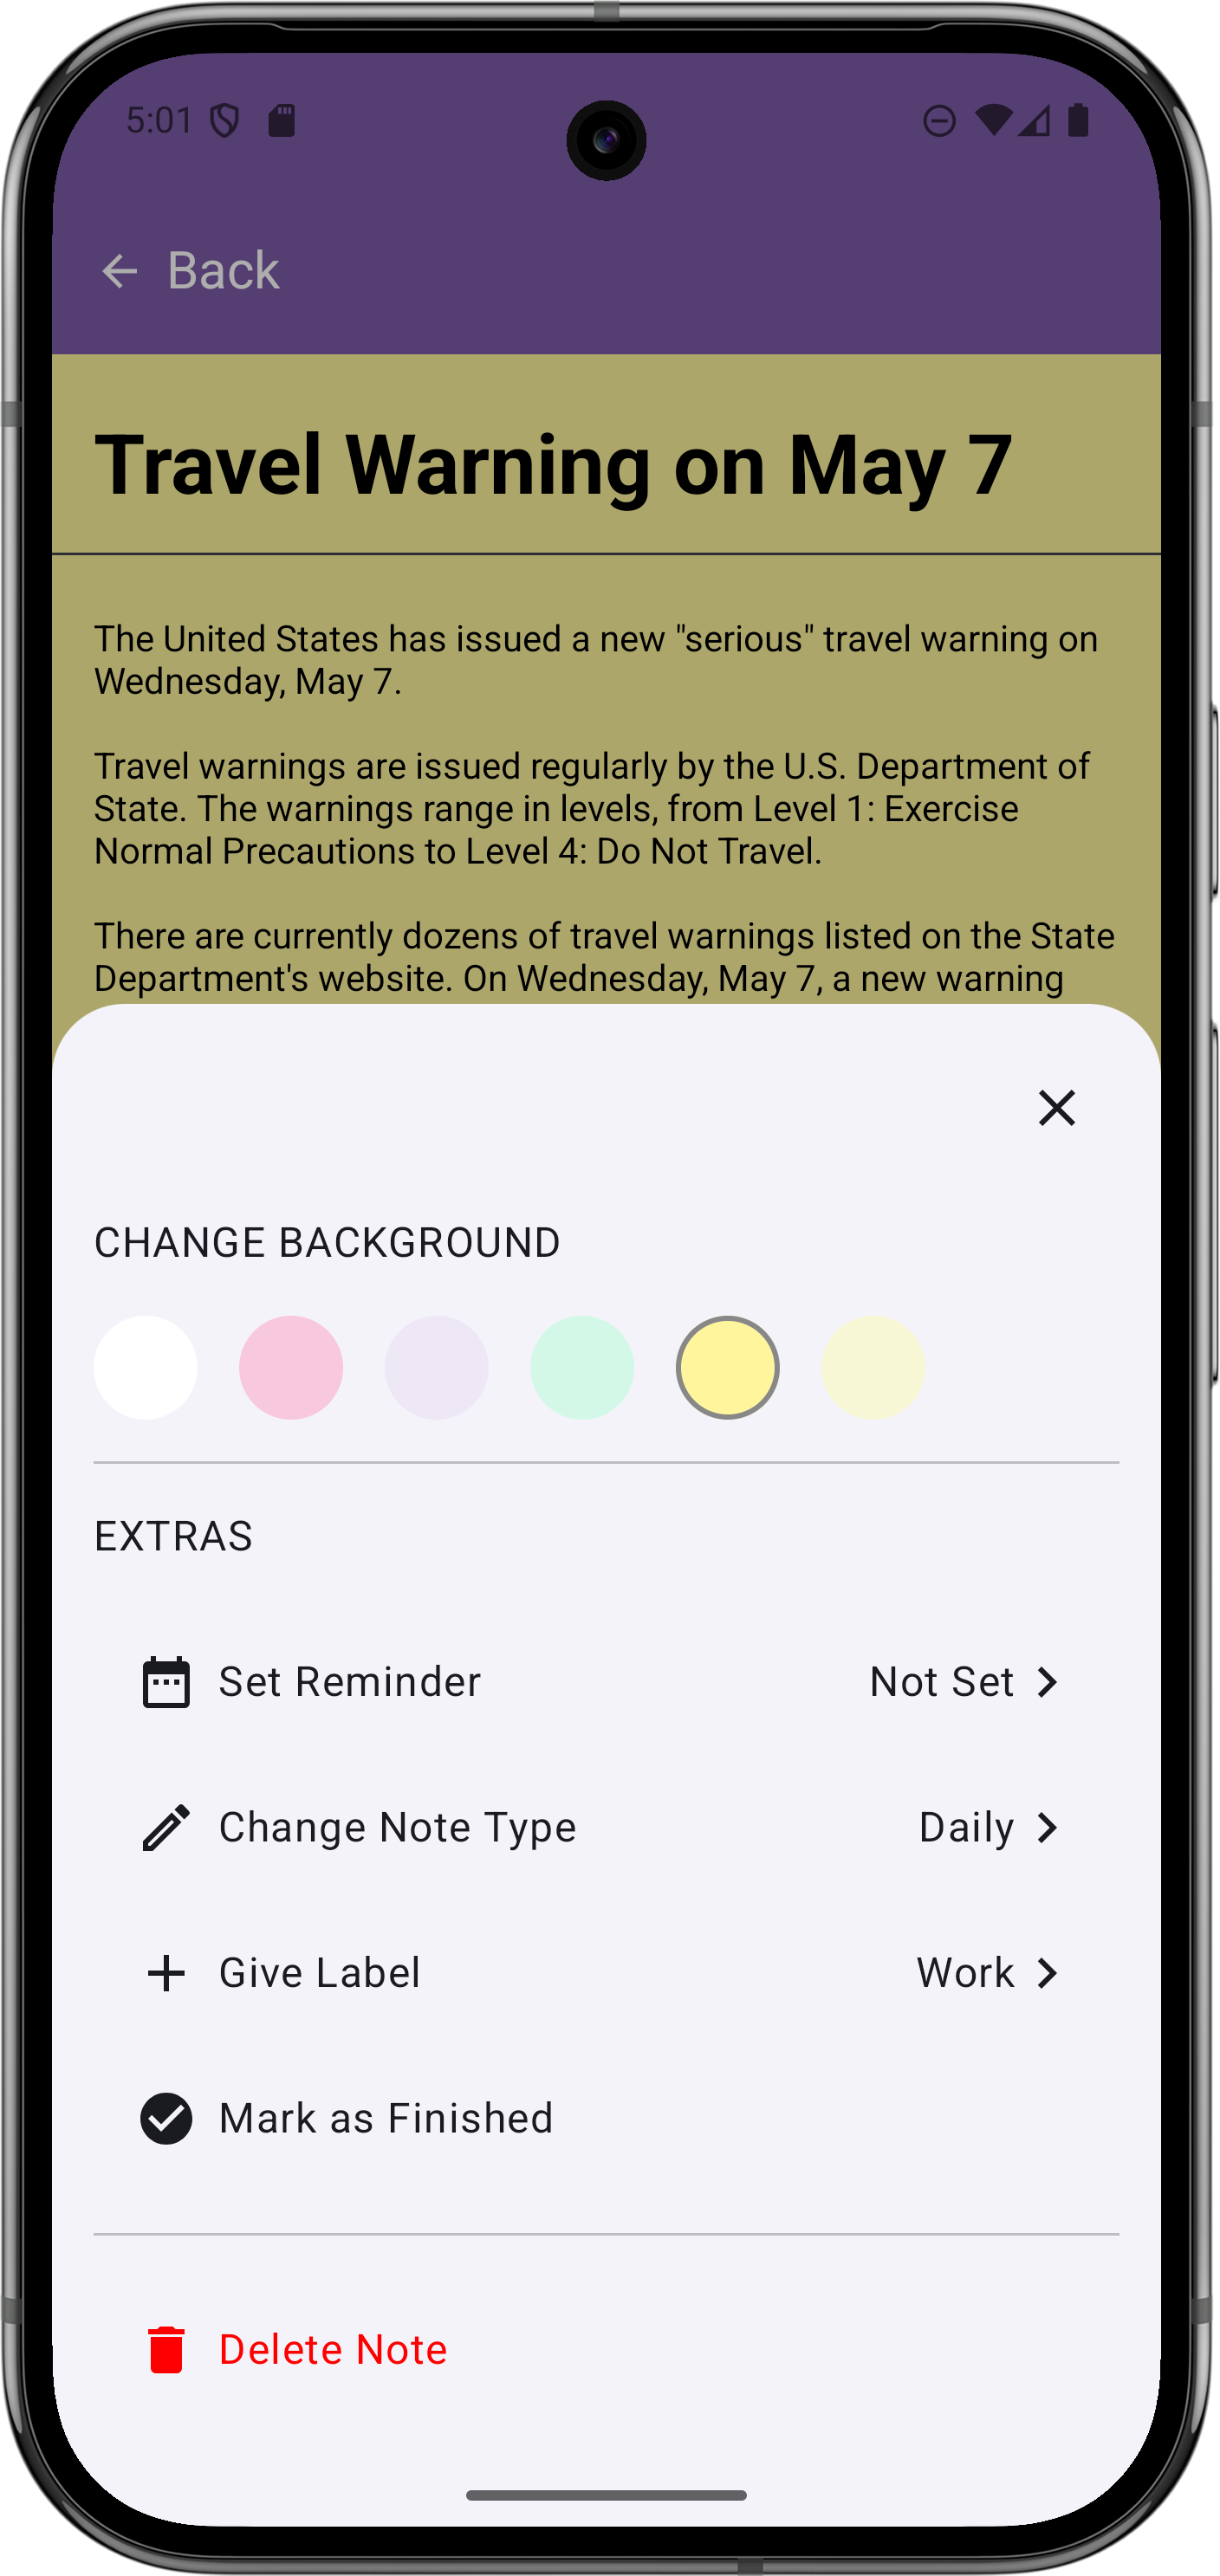 5:01
Back
Travel Warning on May 7
The United States has issued a new "serious" travel warning on
Wednesday, May 7.
Travel warnings are issued regularly by the U.S. Department of
State. The warnings range in levels, from Level 1: Exercise
Normal Precautions to Level 4: Do Not Travel.
There are currently dozens of travel warnings listed on the State
Department's website. On Wednesday, May 7, a new warning
CHANGE BACKGROUND
EXTRAS
Set Reminder Not Set
Change Note Type Daily
Give Label Work
Mark as Finished
Delete Note